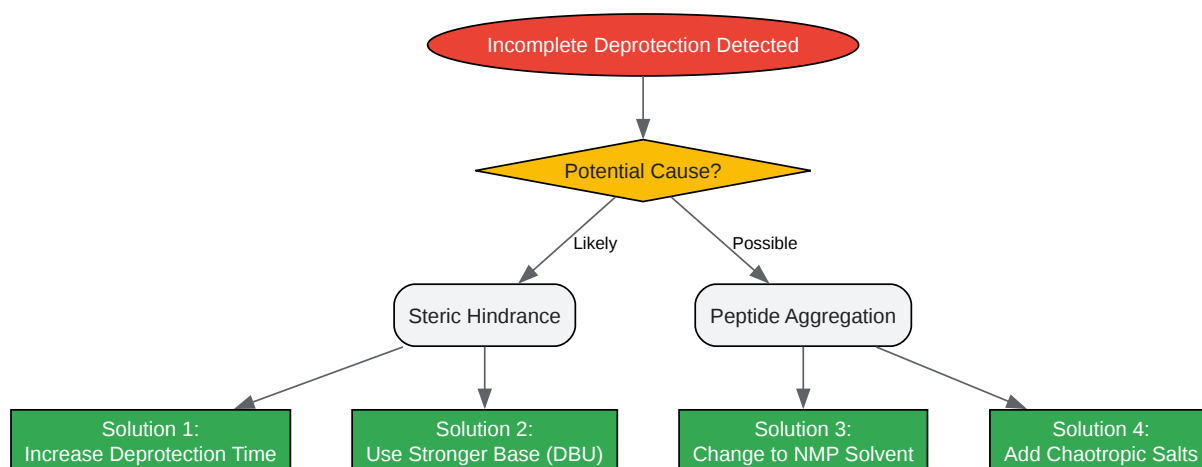 Incomplete Deprotection Detected
Potential Cause?
Likely
Possible
Steric Hindrance
Peptide Aggregation
Solution 1:
Increase Deprotection Time
Solution 2:
Use Stronger Base (DBU)
Solution 3:
Change to NMP Solvent
Solution 4:
Add Chaotropic Salts